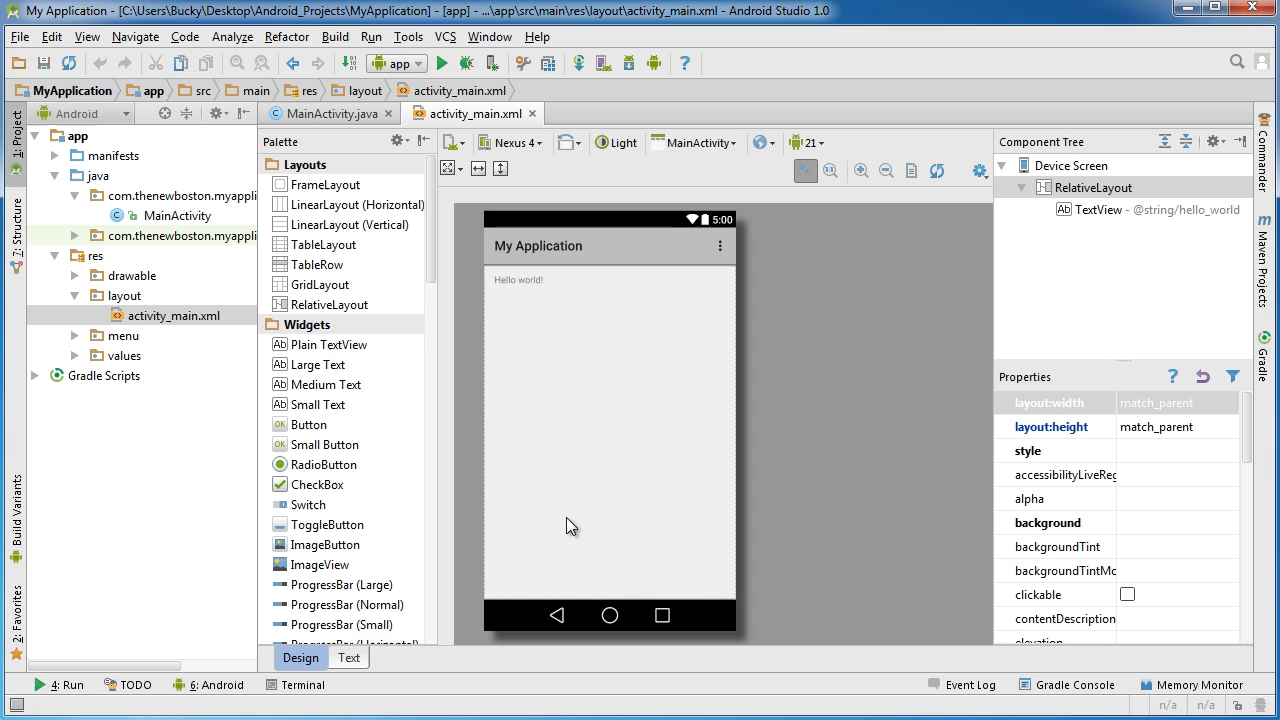 My Application - [C:\Users\Bucky\Desktop\Android_Projects\MyApplication] - [app] - ...\app\src\main\res\layout\activity_main.xml - Android Studio 1.0
File Edit View Navigate Code Analyze Refactor Build Run Tools VCS Window Help
app
MyApplication app src main res layout activity_main.xml
1: Project
7: Structure
Build Variants
2: Favorites
Android
app
manifests
java
com.thenewboston.myappli
MainActivity
com.thenewboston.myappli
res
drawable
layout
activity_main.xml
menu
values
Gradle Scripts
MainActivity.java activity_main.xml
Palette
Layouts
FrameLayout
LinearLayout (Horizontal)
LinearLayout (Vertical)
TableLayout
TableRow
GridLayout
RelativeLayout
Widgets
Plain TextView
Large Text
Medium Text
Small Text
Button
Small Button
RadioButton
CheckBox
Switch
ToggleButton
ImageButton
ImageView
ProgressBar (Large)
ProgressBar (Normal)
ProgressBar (Small)
Nexus 4 Light MainActivity 21
5:00
My Application
Hello world!
Design Text
Component Tree
Device Screen
RelativeLayout
Ab TextView - @string/hello_world
Properties
layout:width match_parent
layout:height match_parent
style
accessibilityLiveReg
alpha
background
backgroundTint
backgroundTintMo
clickable
contentDescription
Commander
Maven Projects
Gradle
4: Run TODO 6: Android Terminal Event Log Gradle Console Memory Monitor
n/a n/a